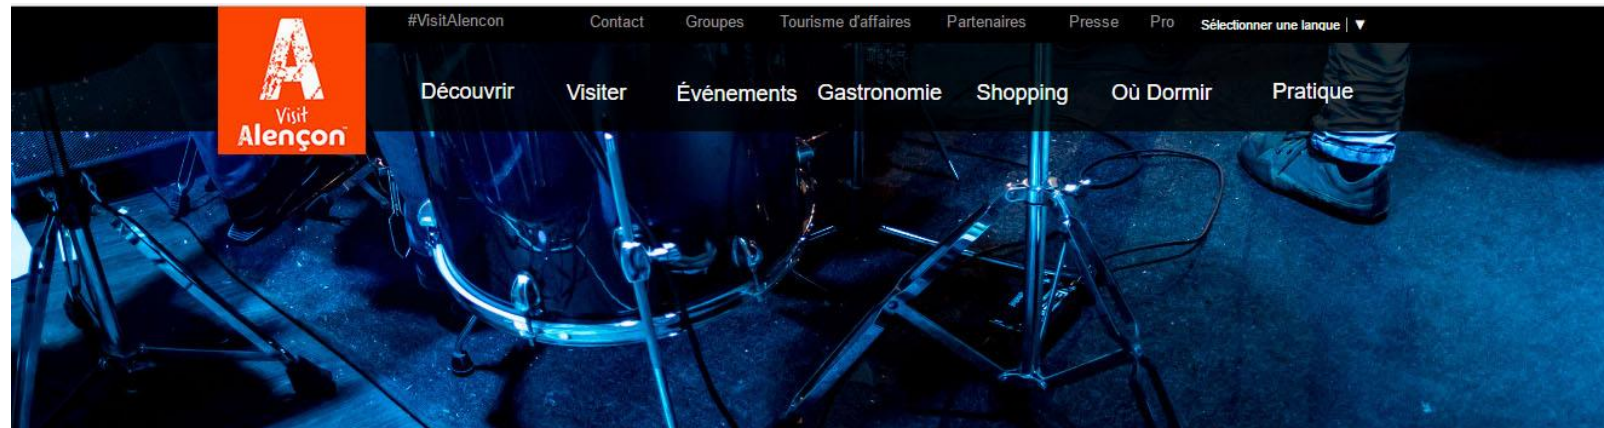 #VisitAlencon Contact Groupes Tourisme d'affaires Partenaires Presse Pro Sélectionner une langue | ▼
Découvrir Visiter Événements Gastronomie Shopping Où Dormir Pratique
A
Visit
Alençon